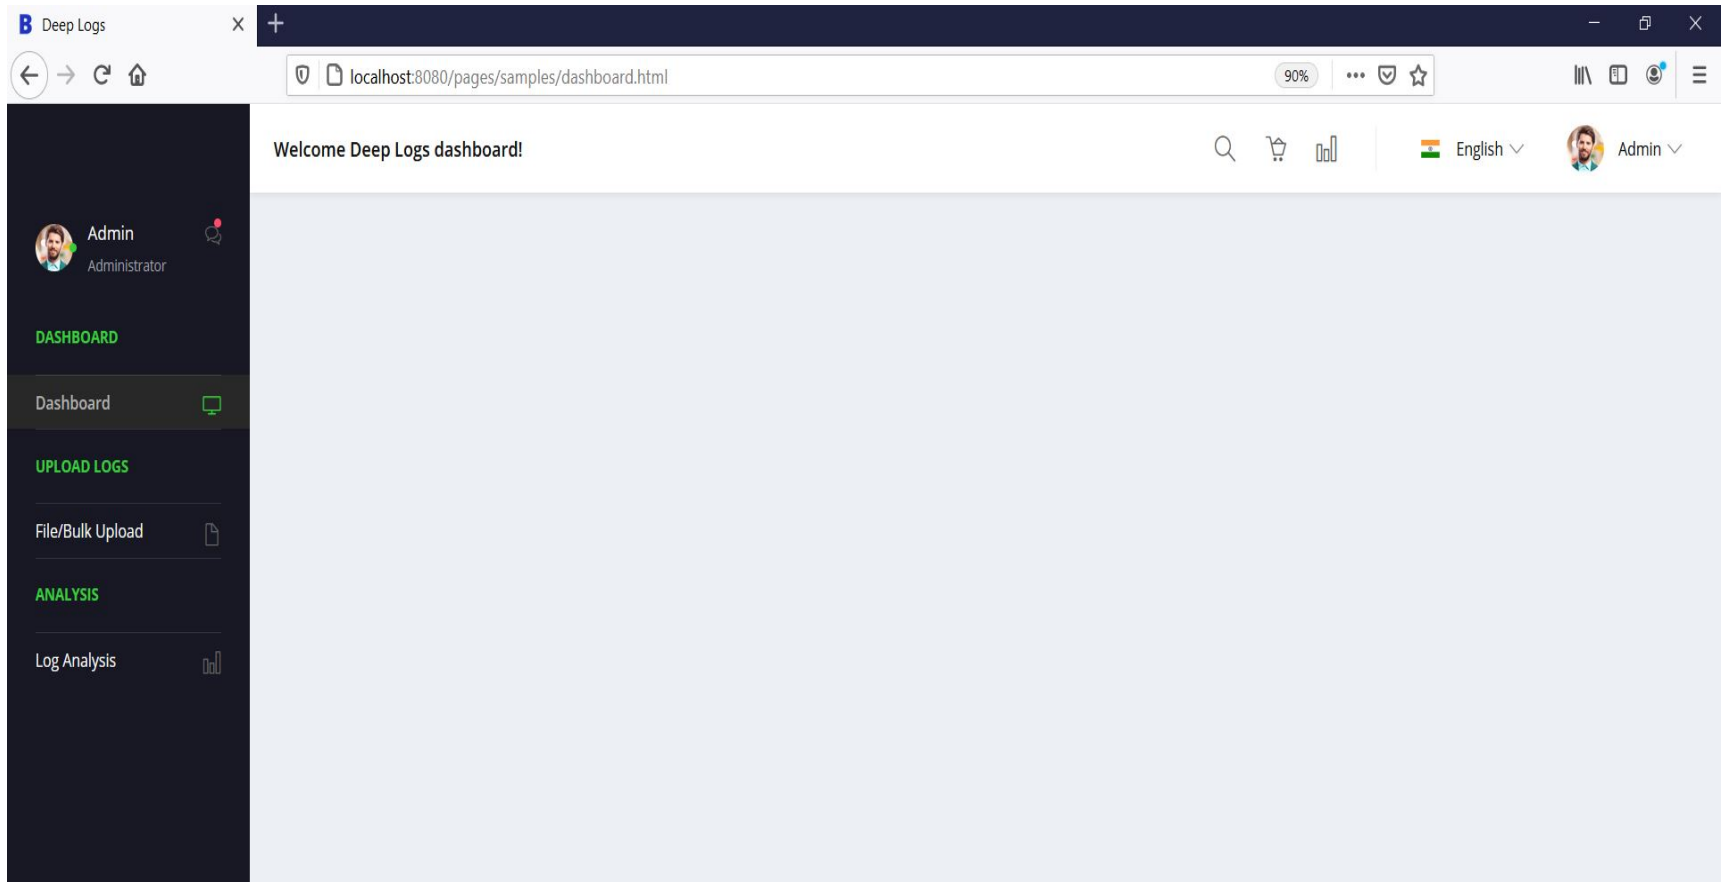 B Deep Logs
localhost:8080/pages/samples/dashboard.html 90%
Welcome Deep Logs dashboard! English Admin
Admin
Administrator
DASHBOARD
Dashboard
UPLOAD LOGS
File/Bulk Upload
ANALYSIS
Log Analysis